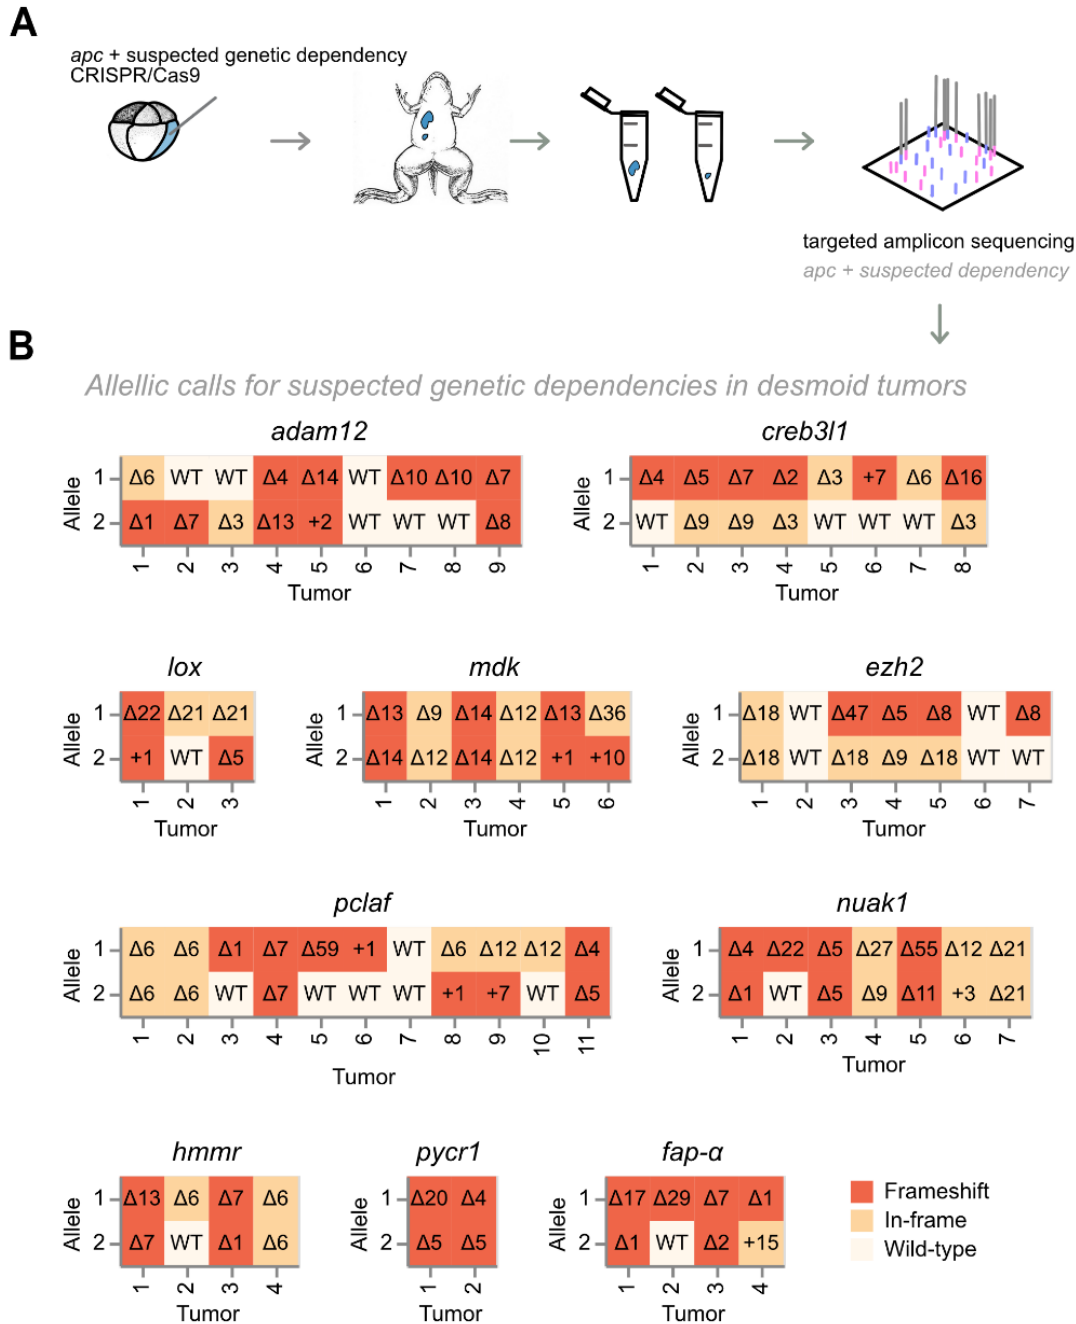 A
apc + suspected genetic dependency
CRISPR/Cas9
targeted amplicon sequencing
apc + suspected dependency
B
Allellic calls for suspected genetic dependencies in desmoid tumors
adam12
Allele
1 Δ6 WT WT Δ4 Δ14 WT Δ10 Δ10 Δ7
2 Δ1 Δ7 Δ3 Δ13 +2 WT WT WT Δ8
1 2 3 4 5 6 7 8 9
Tumor
creb3l1
Allele
1 Δ4 Δ5 Δ7 Δ2 Δ3 +7 Δ6 Δ16
2 WT Δ9 Δ9 Δ3 WT WT WT Δ3
1 2 3 4 5 6 7 8
Tumor
lox
Allele
1 Δ22 Δ21 Δ21
2 +1 WT Δ5
1 2 3
Tumor
mdk
Allele
1 Δ13 Δ9 Δ14 Δ12 Δ13 Δ36
2 Δ14 Δ12 Δ14 Δ12 +1 +10
1 2 3 4 5 6
Tumor
ezh2
Allele
1 Δ18 WT Δ47 Δ5 Δ8 WT Δ8
2 Δ18 WT Δ18 Δ9 Δ18 WT WT
1 2 3 4 5 6 7
Tumor
pclaf
Allele
1 Δ6 Δ6 Δ1 Δ7 Δ59 +1 WT Δ6 Δ12 Δ12 Δ4
2 Δ6 Δ6 WT Δ7 WT WT WT +1 +7 WT Δ5
1 2 3 4 5 6 7 8 9 10 11
Tumor
nuak1
Allele
1 Δ4 Δ22 Δ5 Δ27 Δ55 Δ12 Δ21
2 Δ1 WT Δ5 Δ9 Δ11 +3 Δ21
1 2 3 4 5 6 7
Tumor
hmmr
Allele
1 Δ13 Δ6 Δ7 Δ6
2 Δ7 WT Δ1 Δ6
1 2 3 4
Tumor
pycr1
Allele
1 Δ20 Δ4
2 Δ5 Δ5
1 2
Tumor
fap-α
Allele
1 Δ17 Δ29 Δ7 Δ1
2 Δ1 WT Δ2 +15
1 2 3 4
Tumor
Frameshift
In-frame
Wild-type